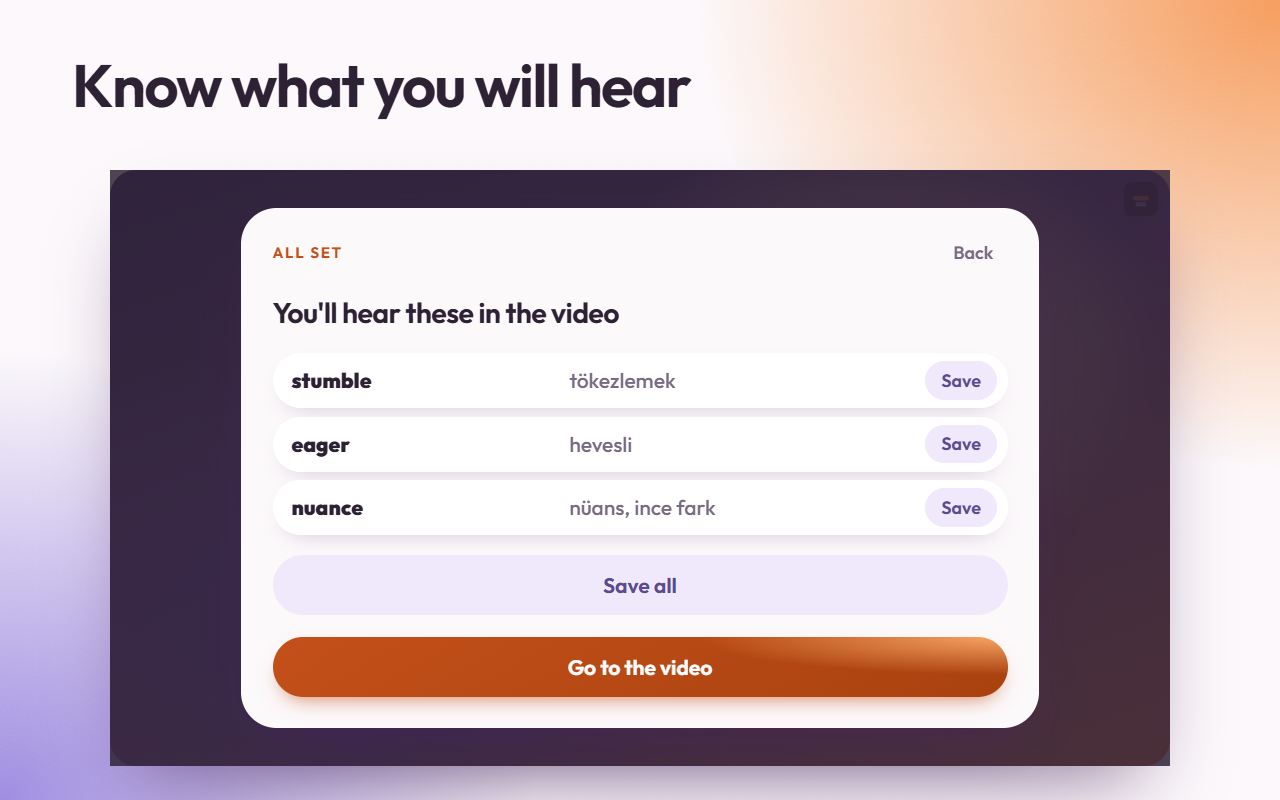 Know what you will hear
ALL SET
Back
You'll hear these in the video
stumble tökezlemek Save
eager hevesli Save
nuance nüans, ince fark Save
Save all
Go to the video